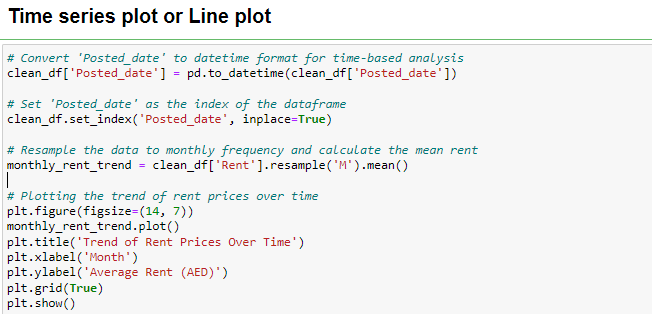 Time series plot or Line plot
# Convert 'Posted_date' to datetime format for time-based analysis
clean_df['Posted_date'] = pd.to_datetime(clean_df['Posted_date'])
# Set 'Posted_date' as the index of the dataframe
clean_df.set_index('Posted_date', inplace=True)
# Resample the data to monthly frequency and calculate the mean rent
monthly_rent_trend = clean_df['Rent'].resample('M').mean()
# Plotting the trend of rent prices over time
plt.figure(figsize=(14, 7))
monthly_rent_trend.plot()
plt.title('Trend of Rent Prices Over Time')
plt.xlabel('Month')
plt.ylabel('Average Rent (AED)')
plt.grid(True)
plt.show()